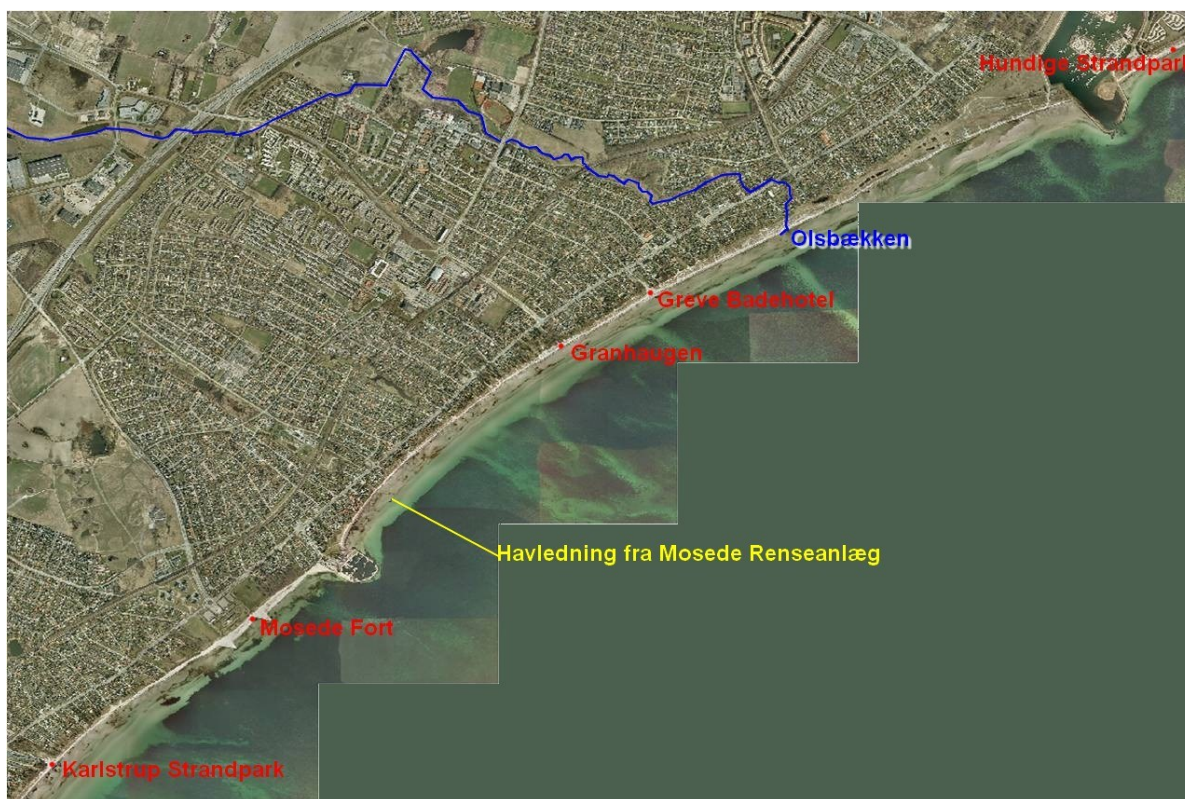 Hundige Strandpark
Olsbækken
Greve Badehotel
Granhaugen
Havledning fra Mosede Renseanlæg
Mosede Fort
Karlstrup Strandpark